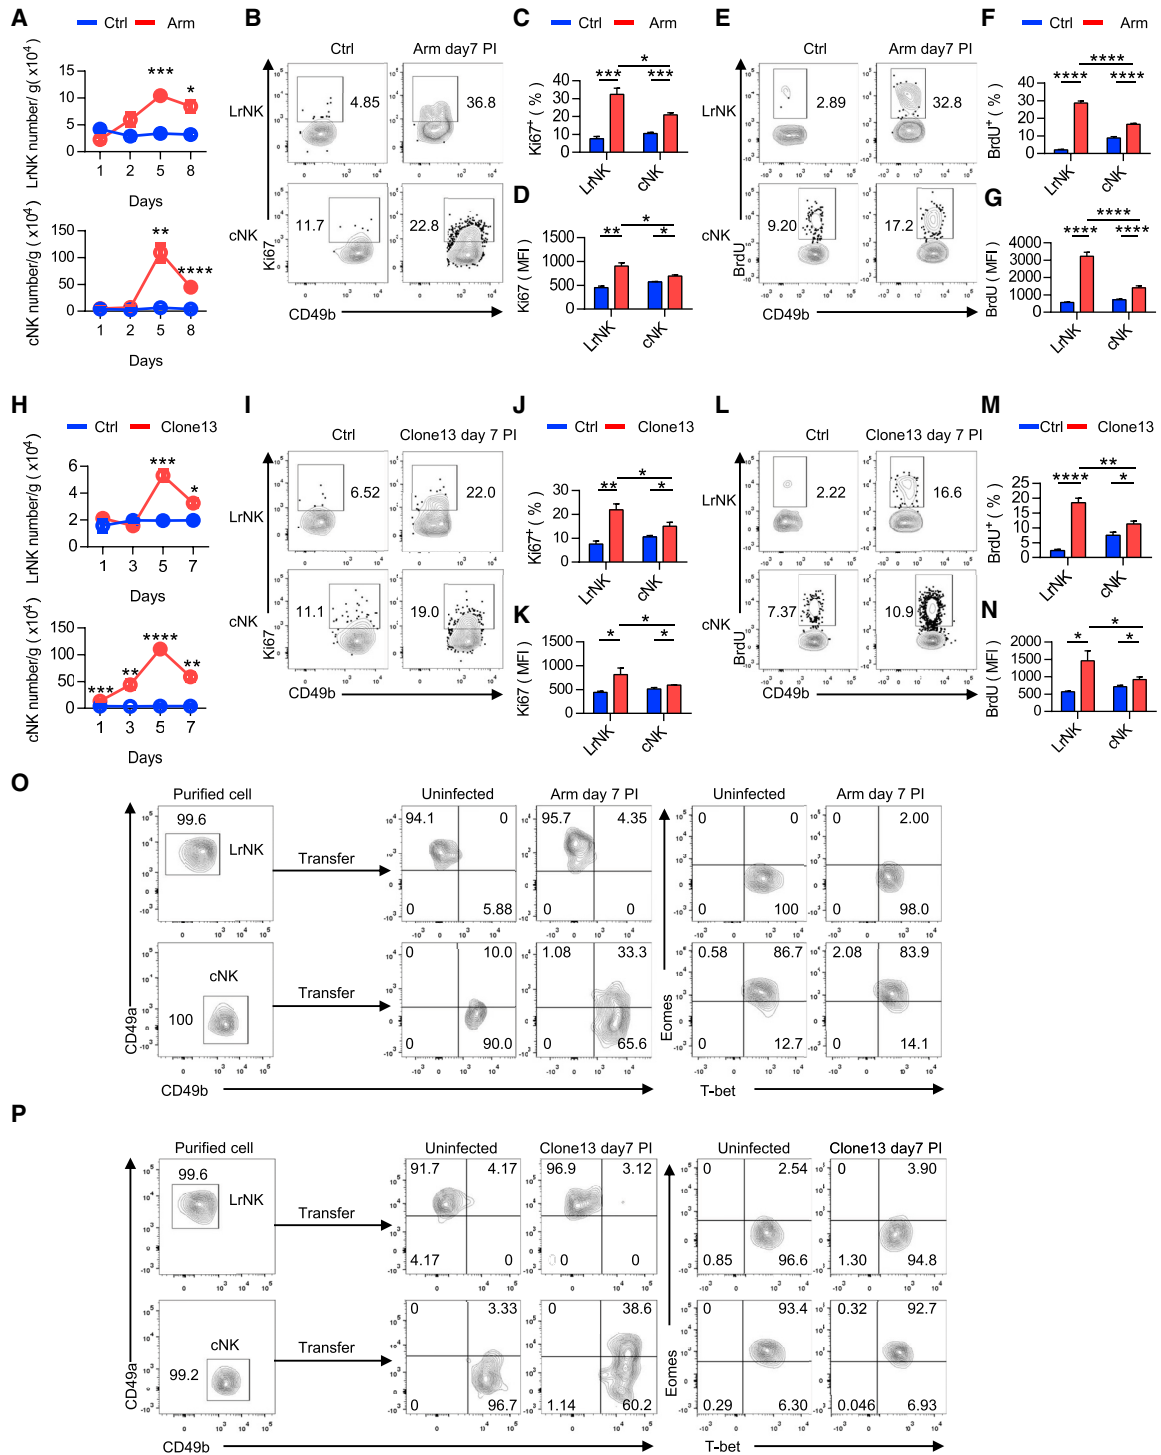 A
Ctrl Arm
LrNK number/ g( x10⁴)
15
10
5
0
***
*
1 2 5 8
Days
cNK number/g ( x10⁴)
150
100
50
0
**
****
1 2 5 8
Days
B
Ctrl Arm day7 PI
LrNK
4.85
36.8
cNK
11.7
22.8
Ki67
CD49b
C
Ctrl Arm
Ki67⁺ ( % )
40
30
20
10
0
*** *** *
LrNK cNK
D
Ki67 ( MFI )
1500
1000
500
0
** * *
LrNK cNK
E
Ctrl Arm day7 PI
LrNK
2.89
32.8
cNK
9.20
17.2
BrdU
CD49b
F
Ctrl Arm
BrdU⁺ ( % )
40
30
20
10
0
**** **** ****
LrNK cNK
G
BrdU ( MFI )
4000
3000
2000
1000
0
**** **** ****
LrNK cNK
H
Ctrl Clone13
LrNK number/g ( x10⁴)
6
4
2
0
***
*
1 3 5 7
Days
cNK number/g ( x10⁴)
150
100
50
0
*** ** **** **
1 3 5 7
Days
I
Ctrl Clone13 day 7 PI
LrNK
6.52
22.0
cNK
11.1
19.0
Ki67
CD49b
J
Ctrl Clone13
Ki67⁺ ( % )
30
20
10
0
** * *
LrNK cNK
K
Ki67 ( MFI )
1500
1000
500
0
* * *
LrNK cNK
L
Ctrl Clone13 day 7 PI
LrNK
2.22
16.6
cNK
7.37
10.9
BrdU
CD49b
M
Ctrl Clone13
BrdU⁺ ( % )
25
20
15
10
5
0
**** * **
LrNK cNK
N
BrdU ( MFI )
2000
1500
1000
500
0
* * *
LrNK cNK
O
Purified cell Uninfected Arm day 7 PI Uninfected Arm day 7 PI
99.6
LrNK
Transfer
94.1 0
0 5.88
95.7 4.35
0 0
0 0
0 100
0 2.00
0 98.0
cNK
100
Transfer
0 10.0
0 90.0
1.08 33.3
0 65.6
0.58 86.7
0 12.7
2.08 83.9
0 14.1
CD49a
CD49b
Eomes
T-bet
P
Purified cell Uninfected Clone13 day7 PI Uninfected Clone13 day7 PI
99.6
LrNK
Transfer
91.7 4.17
4.17 0
96.9 3.12
0 0
0 2.54
0.85 96.6
0 3.90
1.30 94.8
cNK
99.2
Transfer
0 3.33
0 96.7
0 38.6
1.14 60.2
0 93.4
0.29 6.30
0.32 92.7
0.046 6.93
CD49a
CD49b
Eomes
T-bet